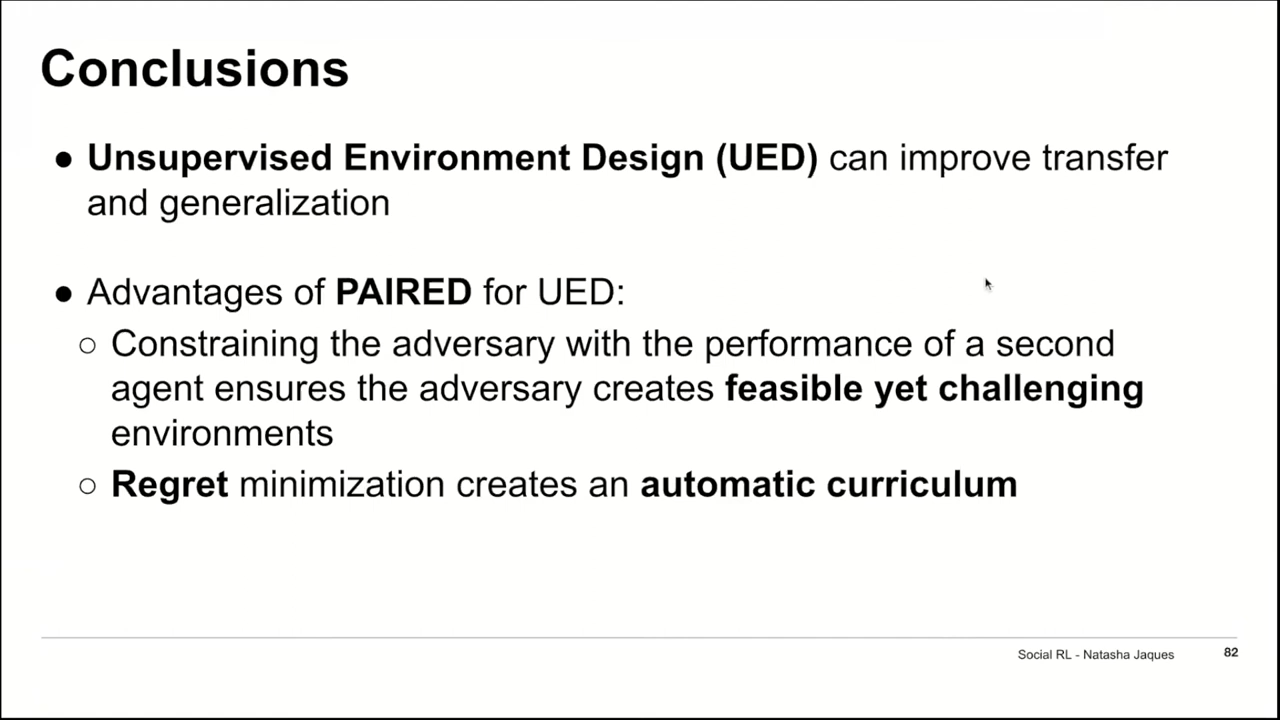 Conclusions
● Unsupervised Environment Design (UED) can improve transfer
and generalization
● Advantages of PAIRED for UED:
○ Constraining the adversary with the performance of a second
agent ensures the adversary creates feasible yet challenging
environments
○ Regret minimization creates an automatic curriculum
Social RL - Natasha Jaques 82